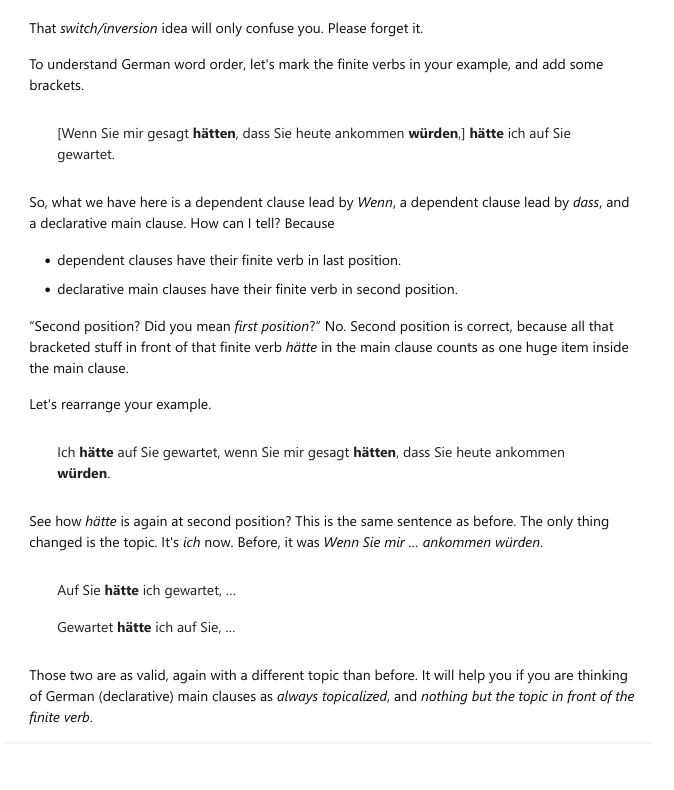 That switch/inversion idea will only confuse you. Please forget it.
To understand German word order, let's mark the finite verbs in your example, and add some
brackets.
[Wenn Sie mir gesagt hätten, dass Sie heute ankommen würden,] hätte ich auf Sie
gewartet.
So, what we have here is a dependent clause lead by Wenn, a dependent clause lead by dass, and
a declarative main clause. How can I tell? Because
• dependent clauses have their finite verb in last position.
• declarative main clauses have their finite verb in second position.
“Second position? Did you mean first position?” No. Second position is correct, because all that
bracketed stuff in front of that finite verb hätte in the main clause counts as one huge item inside
the main clause.
Let's rearrange your example.
Ich hätte auf Sie gewartet, wenn Sie mir gesagt hätten, dass Sie heute ankommen
würden.
See how hätte is again at second position? This is the same sentence as before. The only thing
changed is the topic. It's ich now. Before, it was Wenn Sie mir ... ankommen würden.
Auf Sie hätte ich gewartet, ...
Gewartet hätte ich auf Sie, ...
Those two are as valid, again with a different topic than before. It will help you if you are thinking
of German (declarative) main clauses as always topicalized, and nothing but the topic in front of the
finite verb.